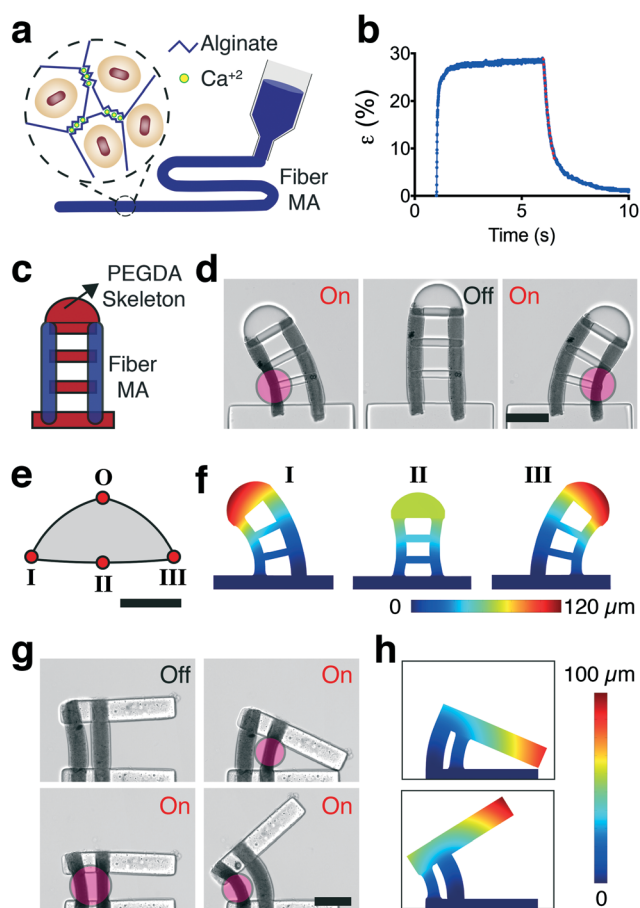 a
Alginate
Ca+2
Fiber
MA
b
30
20
10
0
ε (%)
0
5
10
Time (s)
c
PEGDA
Skeleton
Fiber
MA
d
On
Off
On
e
O
I
II
III
f
I
II
III
0
120 µm
g
Off
On
On
On
h
100 µm
0